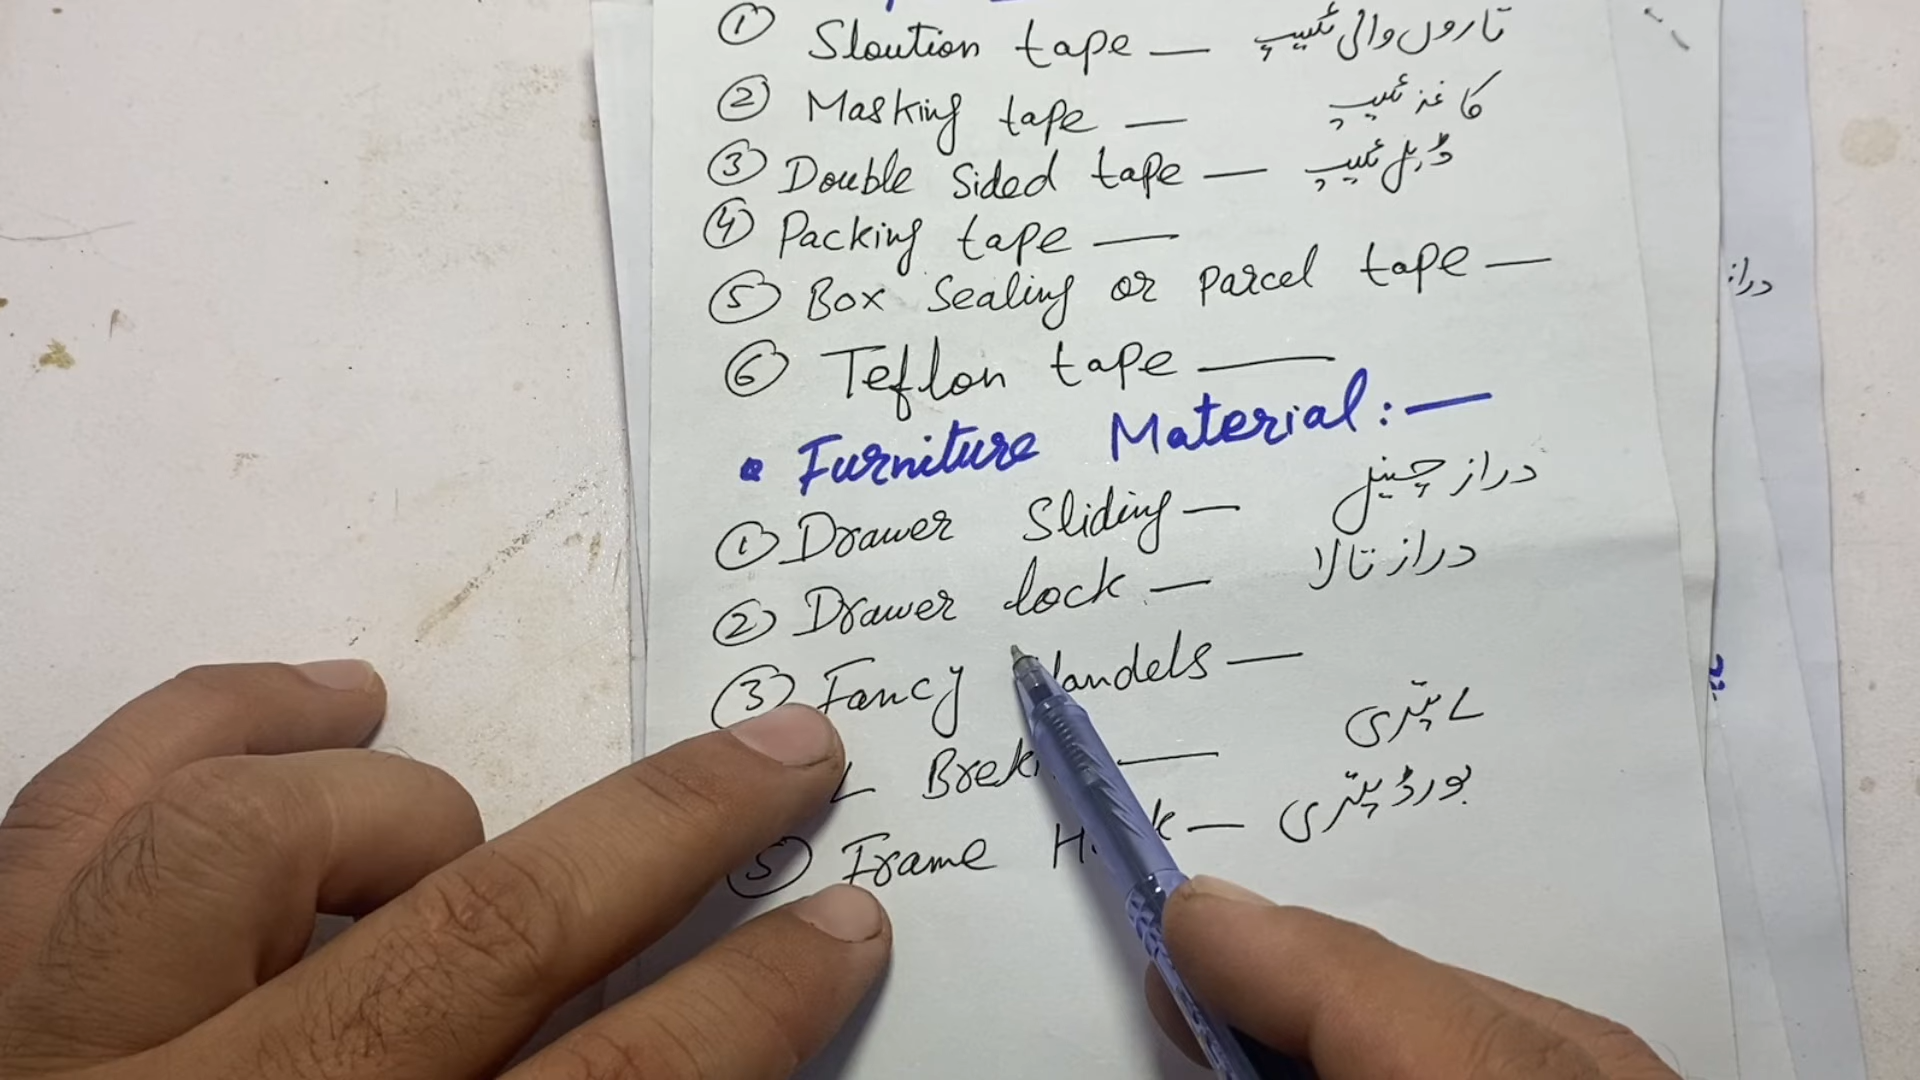 ① Sloution tape — تاروں والی ٹیپ
② Masking tape — کاغذ ٹیپ
③ Double Sided tape — ڈبل ٹیپ
④ Packing tape —
⑤ Box Sealing or Parcel tape —
⑥ Teflon tape —
• Furniture Material :—
① Drawer Sliding — دراز چینل
② Drawer lock — دراز تالا
③ Fancy Handels —
L — L پتری
⑤ Frame — بورڈ پتری
دراز